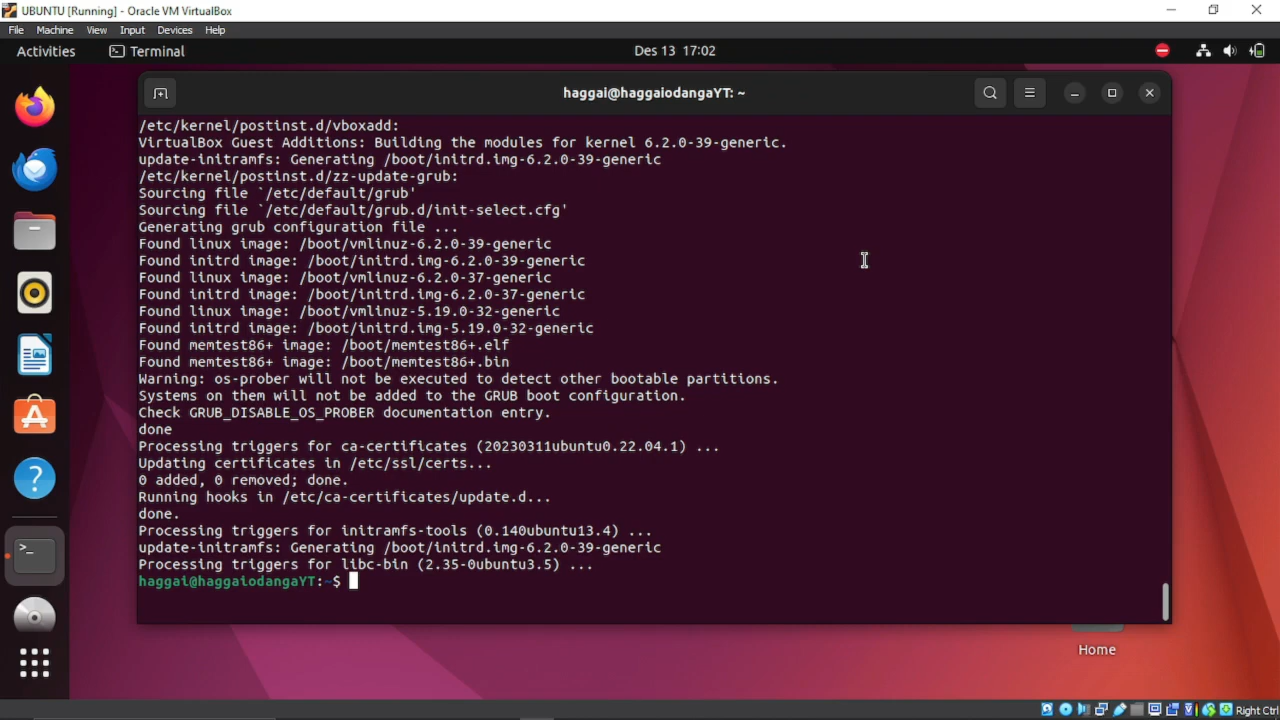 UBUNTU [Running] - Oracle VM VirtualBox
File Machine View Input Devices Help
Activities Terminal Des 13 17:02
haggai@haggaiodangaYT: ~
/etc/kernel/postinst.d/vboxadd:
VirtualBox Guest Additions: Building the modules for kernel 6.2.0-39-generic.
update-initramfs: Generating /boot/initrd.img-6.2.0-39-generic
/etc/kernel/postinst.d/zz-update-grub:
Sourcing file `/etc/default/grub'
Sourcing file `/etc/default/grub.d/init-select.cfg'
Generating grub configuration file ...
Found linux image: /boot/vmlinuz-6.2.0-39-generic
Found initrd image: /boot/initrd.img-6.2.0-39-generic
Found linux image: /boot/vmlinuz-6.2.0-37-generic
Found initrd image: /boot/initrd.img-6.2.0-37-generic
Found linux image: /boot/vmlinuz-5.19.0-32-generic
Found initrd image: /boot/initrd.img-5.19.0-32-generic
Found memtest86+ image: /boot/memtest86+.elf
Found memtest86+ image: /boot/memtest86+.bin
Warning: os-prober will not be executed to detect other bootable partitions.
Systems on them will not be added to the GRUB boot configuration.
Check GRUB_DISABLE_OS_PROBER documentation entry.
done
Processing triggers for ca-certificates (20230311ubuntu0.22.04.1) ...
Updating certificates in /etc/ssl/certs...
0 added, 0 removed; done.
Running hooks in /etc/ca-certificates/update.d...
done.
Processing triggers for initramfs-tools (0.140ubuntu13.4) ...
update-initramfs: Generating /boot/initrd.img-6.2.0-39-generic
Processing triggers for libc-bin (2.35-0ubuntu3.5) ...
haggai@haggaiodangaYT:~$
Home
Right Ctrl